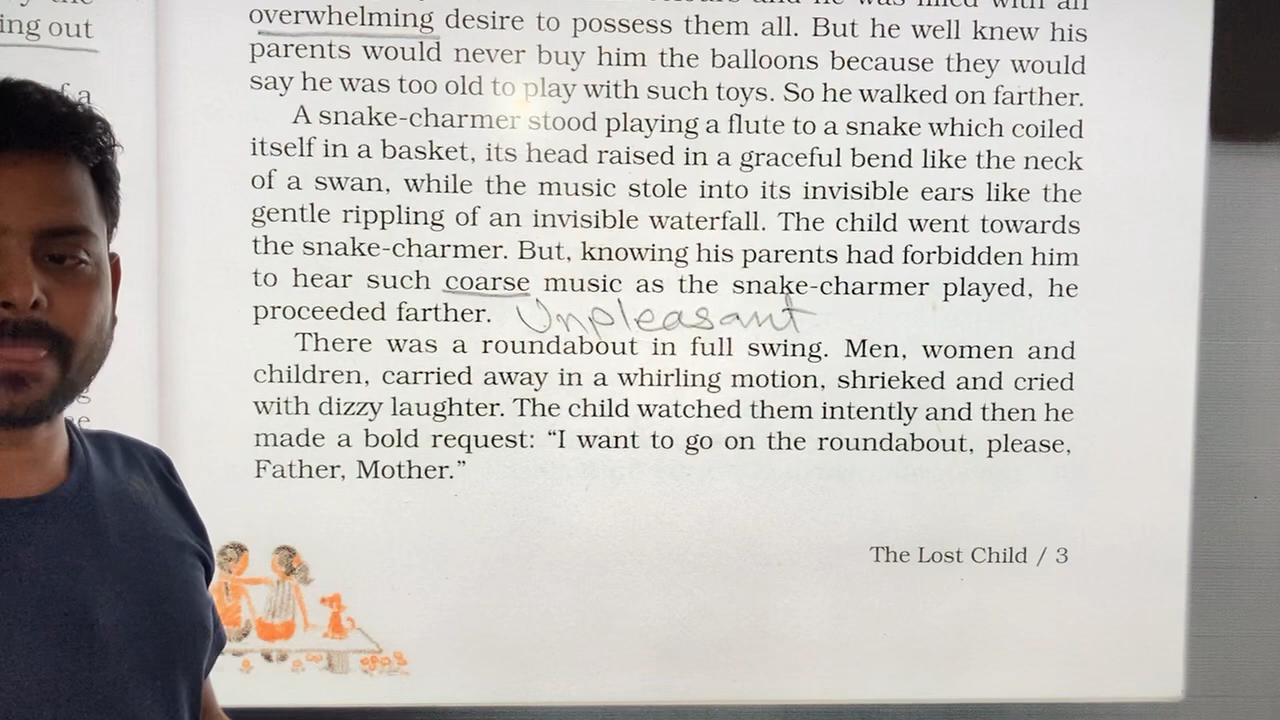 ing out
overwhelming desire to possess them all. But he well knew his
parents would never buy him the balloons because they would
say he was too old to play with such toys. So he walked on farther.
A snake-charmer stood playing a flute to a snake which coiled
itself in a basket, its head raised in a graceful bend like the neck
of a swan, while the music stole into its invisible ears like the
gentle rippling of an invisible waterfall. The child went towards
the snake-charmer. But, knowing his parents had forbidden him
to hear such coarse music as the snake-charmer played, he
proceeded farther. Unpleasant
There was a roundabout in full swing. Men, women and
children, carried away in a whirling motion, shrieked and cried
with dizzy laughter. The child watched them intently and then he
made a bold request: “I want to go on the roundabout, please,
Father, Mother.”
The Lost Child / 3